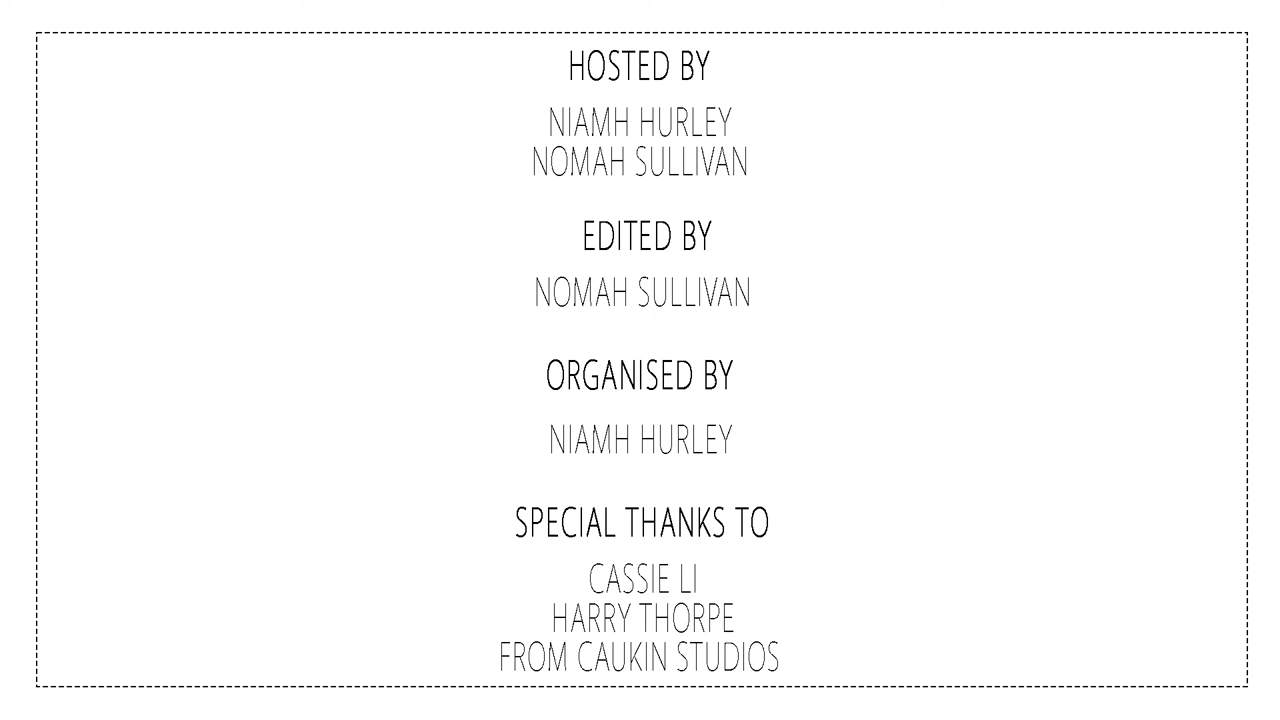 HOSTED BY
NIAMH HURLEY
NOMAH SULLIVAN
EDITED BY
NOMAH SULLIVAN
ORGANISED BY
NIAMH HURLEY
SPECIAL THANKS TO
CASSIE LI
HARRY THORPE
FROM CAUKIN STUDIOS